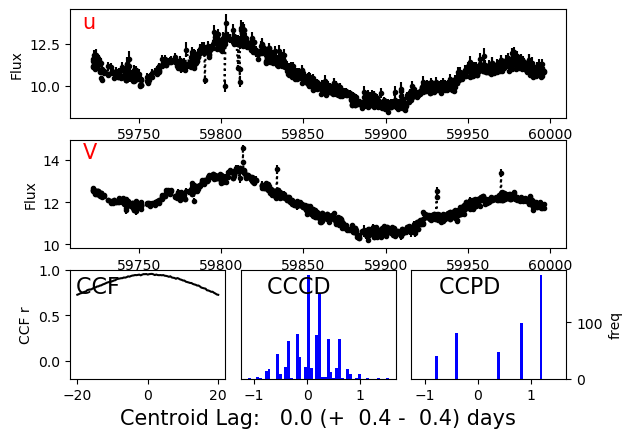 u
Flux
12.5
10.0
59750 59800 59850 59900 59950 60000
V
Flux
14
12
10
59750 59800 59850 59900 59950 60000
CCF CCCD CCPD
CCF r
1.0
0.5
0.0
freq
100
0
−20 0 20 −1 0 1 −1 0 1
Centroid Lag: 0.0 (+ 0.4 - 0.4) days